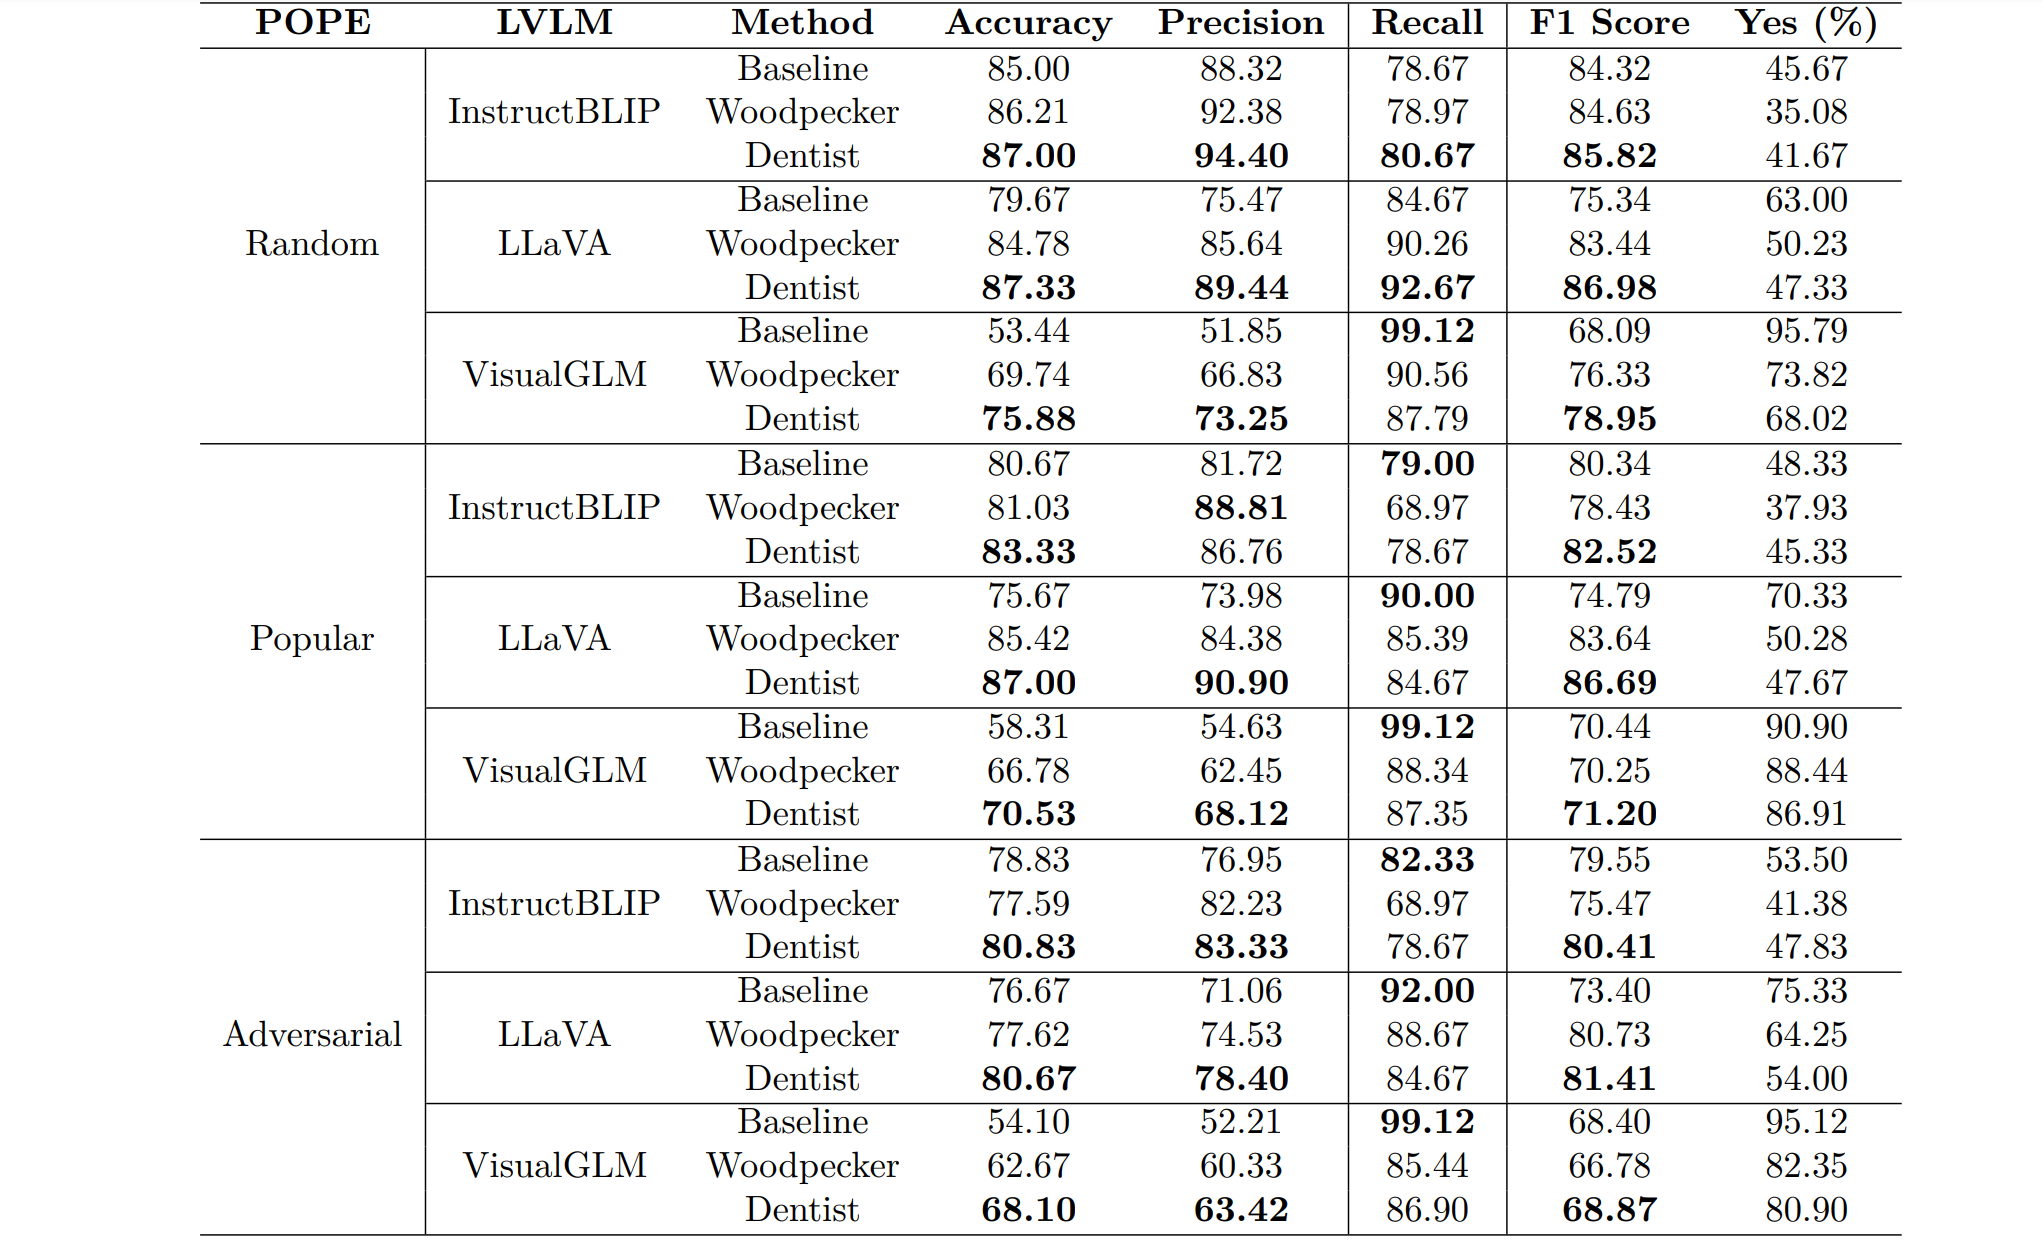 POPE LVLM Method Accuracy Precision Recall F1 Score Yes (%)
Baseline 85.00 88.32 78.67 84.32 45.67
InstructBLIP Woodpecker 86.21 92.38 78.97 84.63 35.08
Dentist 87.00 94.40 80.67 85.82 41.67
Baseline 79.67 75.47 84.67 75.34 63.00
Random LLaVA Woodpecker 84.78 85.64 90.26 83.44 50.23
Dentist 87.33 89.44 92.67 86.98 47.33
Baseline 53.44 51.85 99.12 68.09 95.79
VisualGLM Woodpecker 69.74 66.83 90.56 76.33 73.82
Dentist 75.88 73.25 87.79 78.95 68.02
Baseline 80.67 81.72 79.00 80.34 48.33
InstructBLIP Woodpecker 81.03 88.81 68.97 78.43 37.93
Dentist 83.33 86.76 78.67 82.52 45.33
Baseline 75.67 73.98 90.00 74.79 70.33
Popular LLaVA Woodpecker 85.42 84.38 85.39 83.64 50.28
Dentist 87.00 90.90 84.67 86.69 47.67
Baseline 58.31 54.63 99.12 70.44 90.90
VisualGLM Woodpecker 66.78 62.45 88.34 70.25 88.44
Dentist 70.53 68.12 87.35 71.20 86.91
Baseline 78.83 76.95 82.33 79.55 53.50
InstructBLIP Woodpecker 77.59 82.23 68.97 75.47 41.38
Dentist 80.83 83.33 78.67 80.41 47.83
Baseline 76.67 71.06 92.00 73.40 75.33
Adversarial LLaVA Woodpecker 77.62 74.53 88.67 80.73 64.25
Dentist 80.67 78.40 84.67 81.41 54.00
Baseline 54.10 52.21 99.12 68.40 95.12
VisualGLM Woodpecker 62.67 60.33 85.44 66.78 82.35
Dentist 68.10 63.42 86.90 68.87 80.90